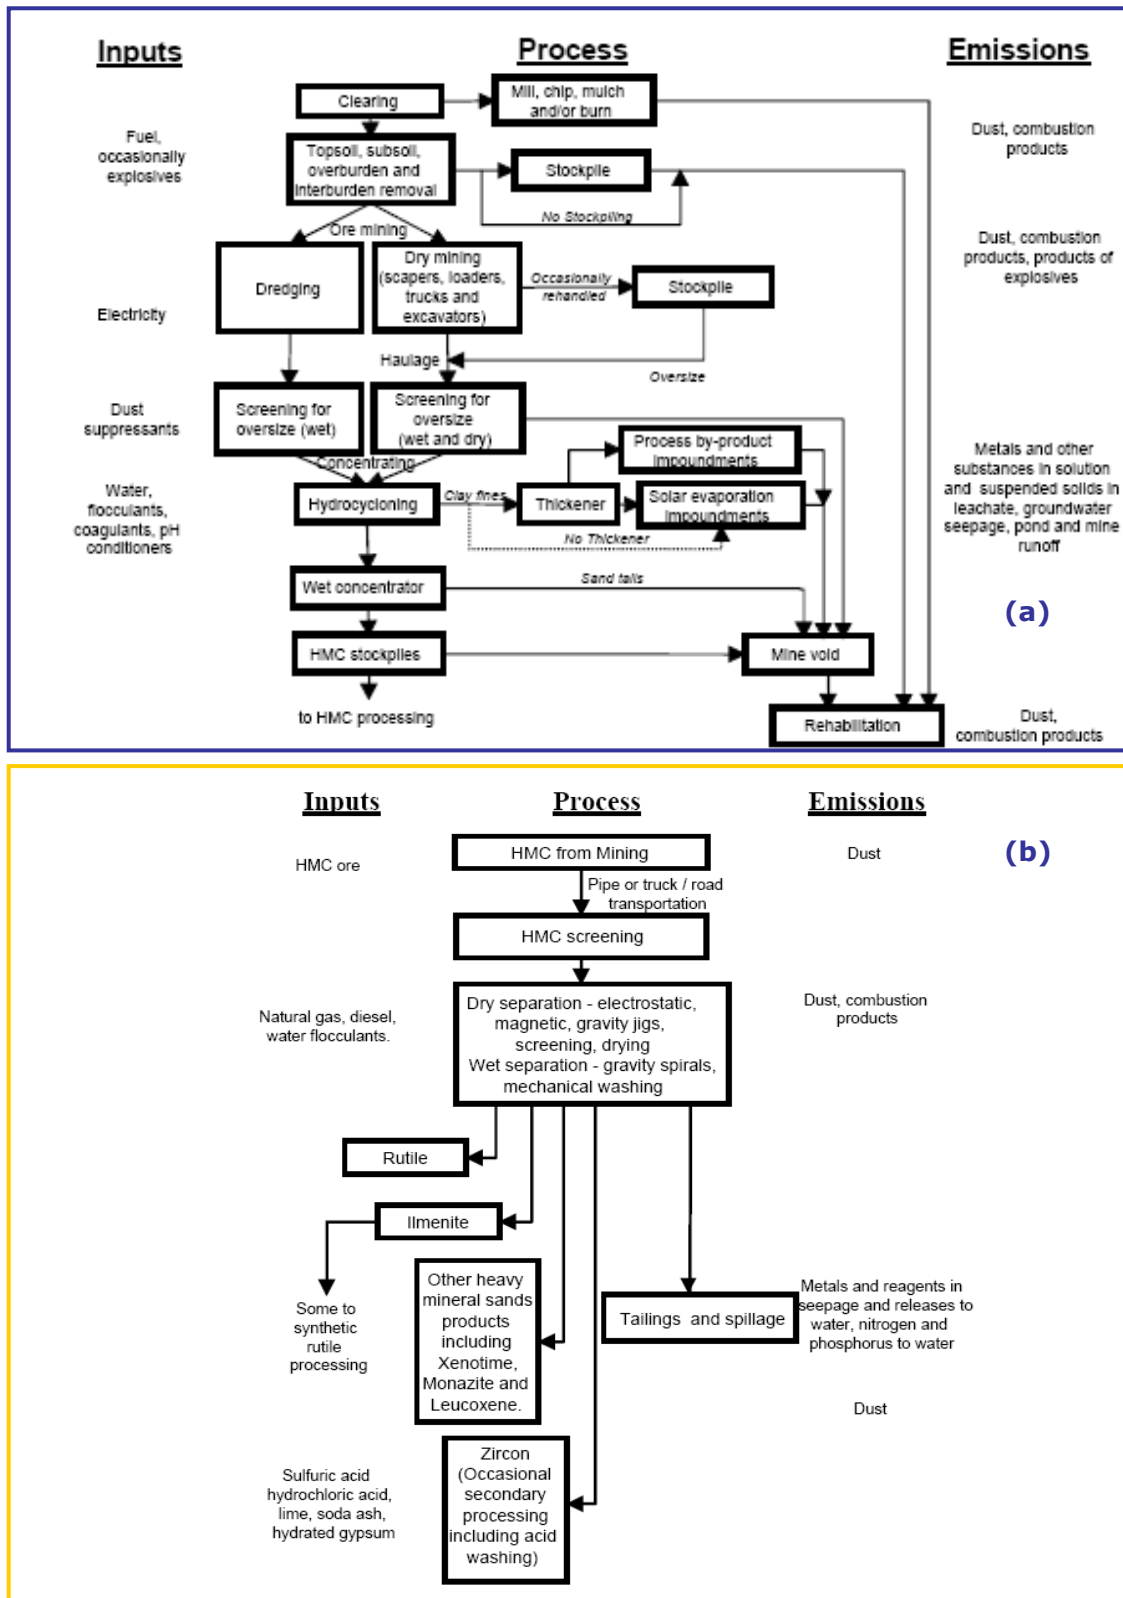 Inputs
Process
Emissions
Clearing
Mill, chip, mulch
and/or burn
Fuel,
occasionally
explosives
Dust, combustion
products
Topsoil, subsoil,
overburden and
interburden removal
Stockpile
No Stockpiling
Ore mining
Dust, combustion
products, products of
explosives
Dredging
Dry mining
(scapers, loaders,
trucks and
excavators)
Occasionally
rehandled
Stockpile
Electricity
Haulage
Oversize
Dust
suppressants
Screening for
oversize (wet)
Screening for
oversize
(wet and dry)
Process by-product
impoundments
Metals and other
substances in solution
and suspended solids in
leachate, groundwater
seepage, pond and mine
runoff
Concentrating
Water,
flocculants,
coagulants, pH
conditioners
Hydrocycloning
Clay fines
Thickener
Solar evaporation
impoundments
No Thickener
Wet concentrator
Sand tails
(a)
HMC stockpiles
Mine void
to HMC processing
Rehabilitation
Dust,
combustion products
Inputs
Process
Emissions
HMC ore
HMC from Mining
Dust
(b)
Pipe or truck / road
transportation
HMC screening
Natural gas, diesel,
water flocculants.
Dry separation - electrostatic,
magnetic, gravity jigs,
screening, drying
Wet separation - gravity spirals,
mechanical washing
Dust, combustion
products
Rutile
Ilmenite
Some to
synthetic
rutile
processing
Other heavy
mineral sands
products
including
Xenotime,
Monazite and
Leucoxene.
Tailings and spillage
Metals and reagents in
seepage and releases to
water, nitrogen and
phosphorus to water
Dust
Sulfuric acid
hydrochloric acid,
lime, soda ash,
hydrated gypsum
Zircon
(Occasional
secondary
processing
including acid
washing)